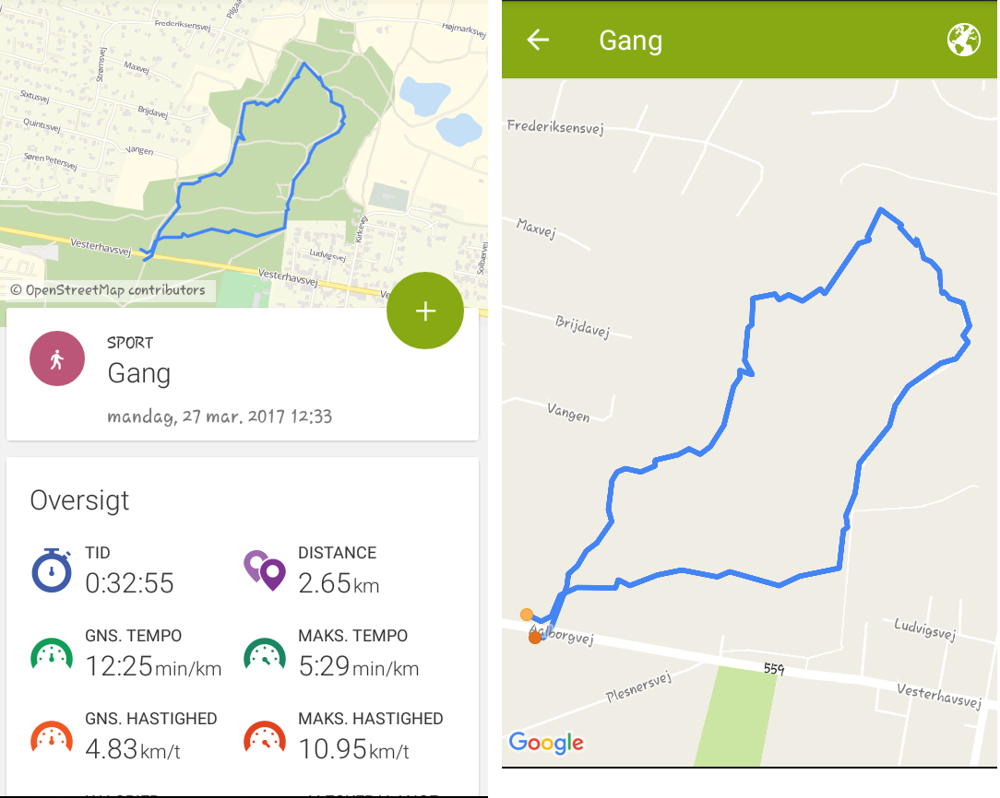 Frederiksensvej
Højmarksvej
Strømsvej
Maxvej
Sixtusvej
Brijdavej
Quintusvej
Vangen
Søren Petersvej
Kirkevej
Vesterhavsvej
Ludvigsvej
Solbærvej
Vesterhavsvej
© OpenStreetMap contributors
+
SPORT
Gang
mandag, 27 mar. 2017 12:33
Oversigt
TID
0:32:55
DISTANCE
2.65km
GNS. TEMPO
12:25min/km
MAKS. TEMPO
5:29min/km
GNS. HASTIGHED
4.83km/t
MAKS. HASTIGHED
10.95km/t
Gang
Frederiksensvej
Maxvej
Brijdavej
Vangen
Aalborgvej
Ludvigsvej
559
Plesnersvej
Vesterhavsvej
Google